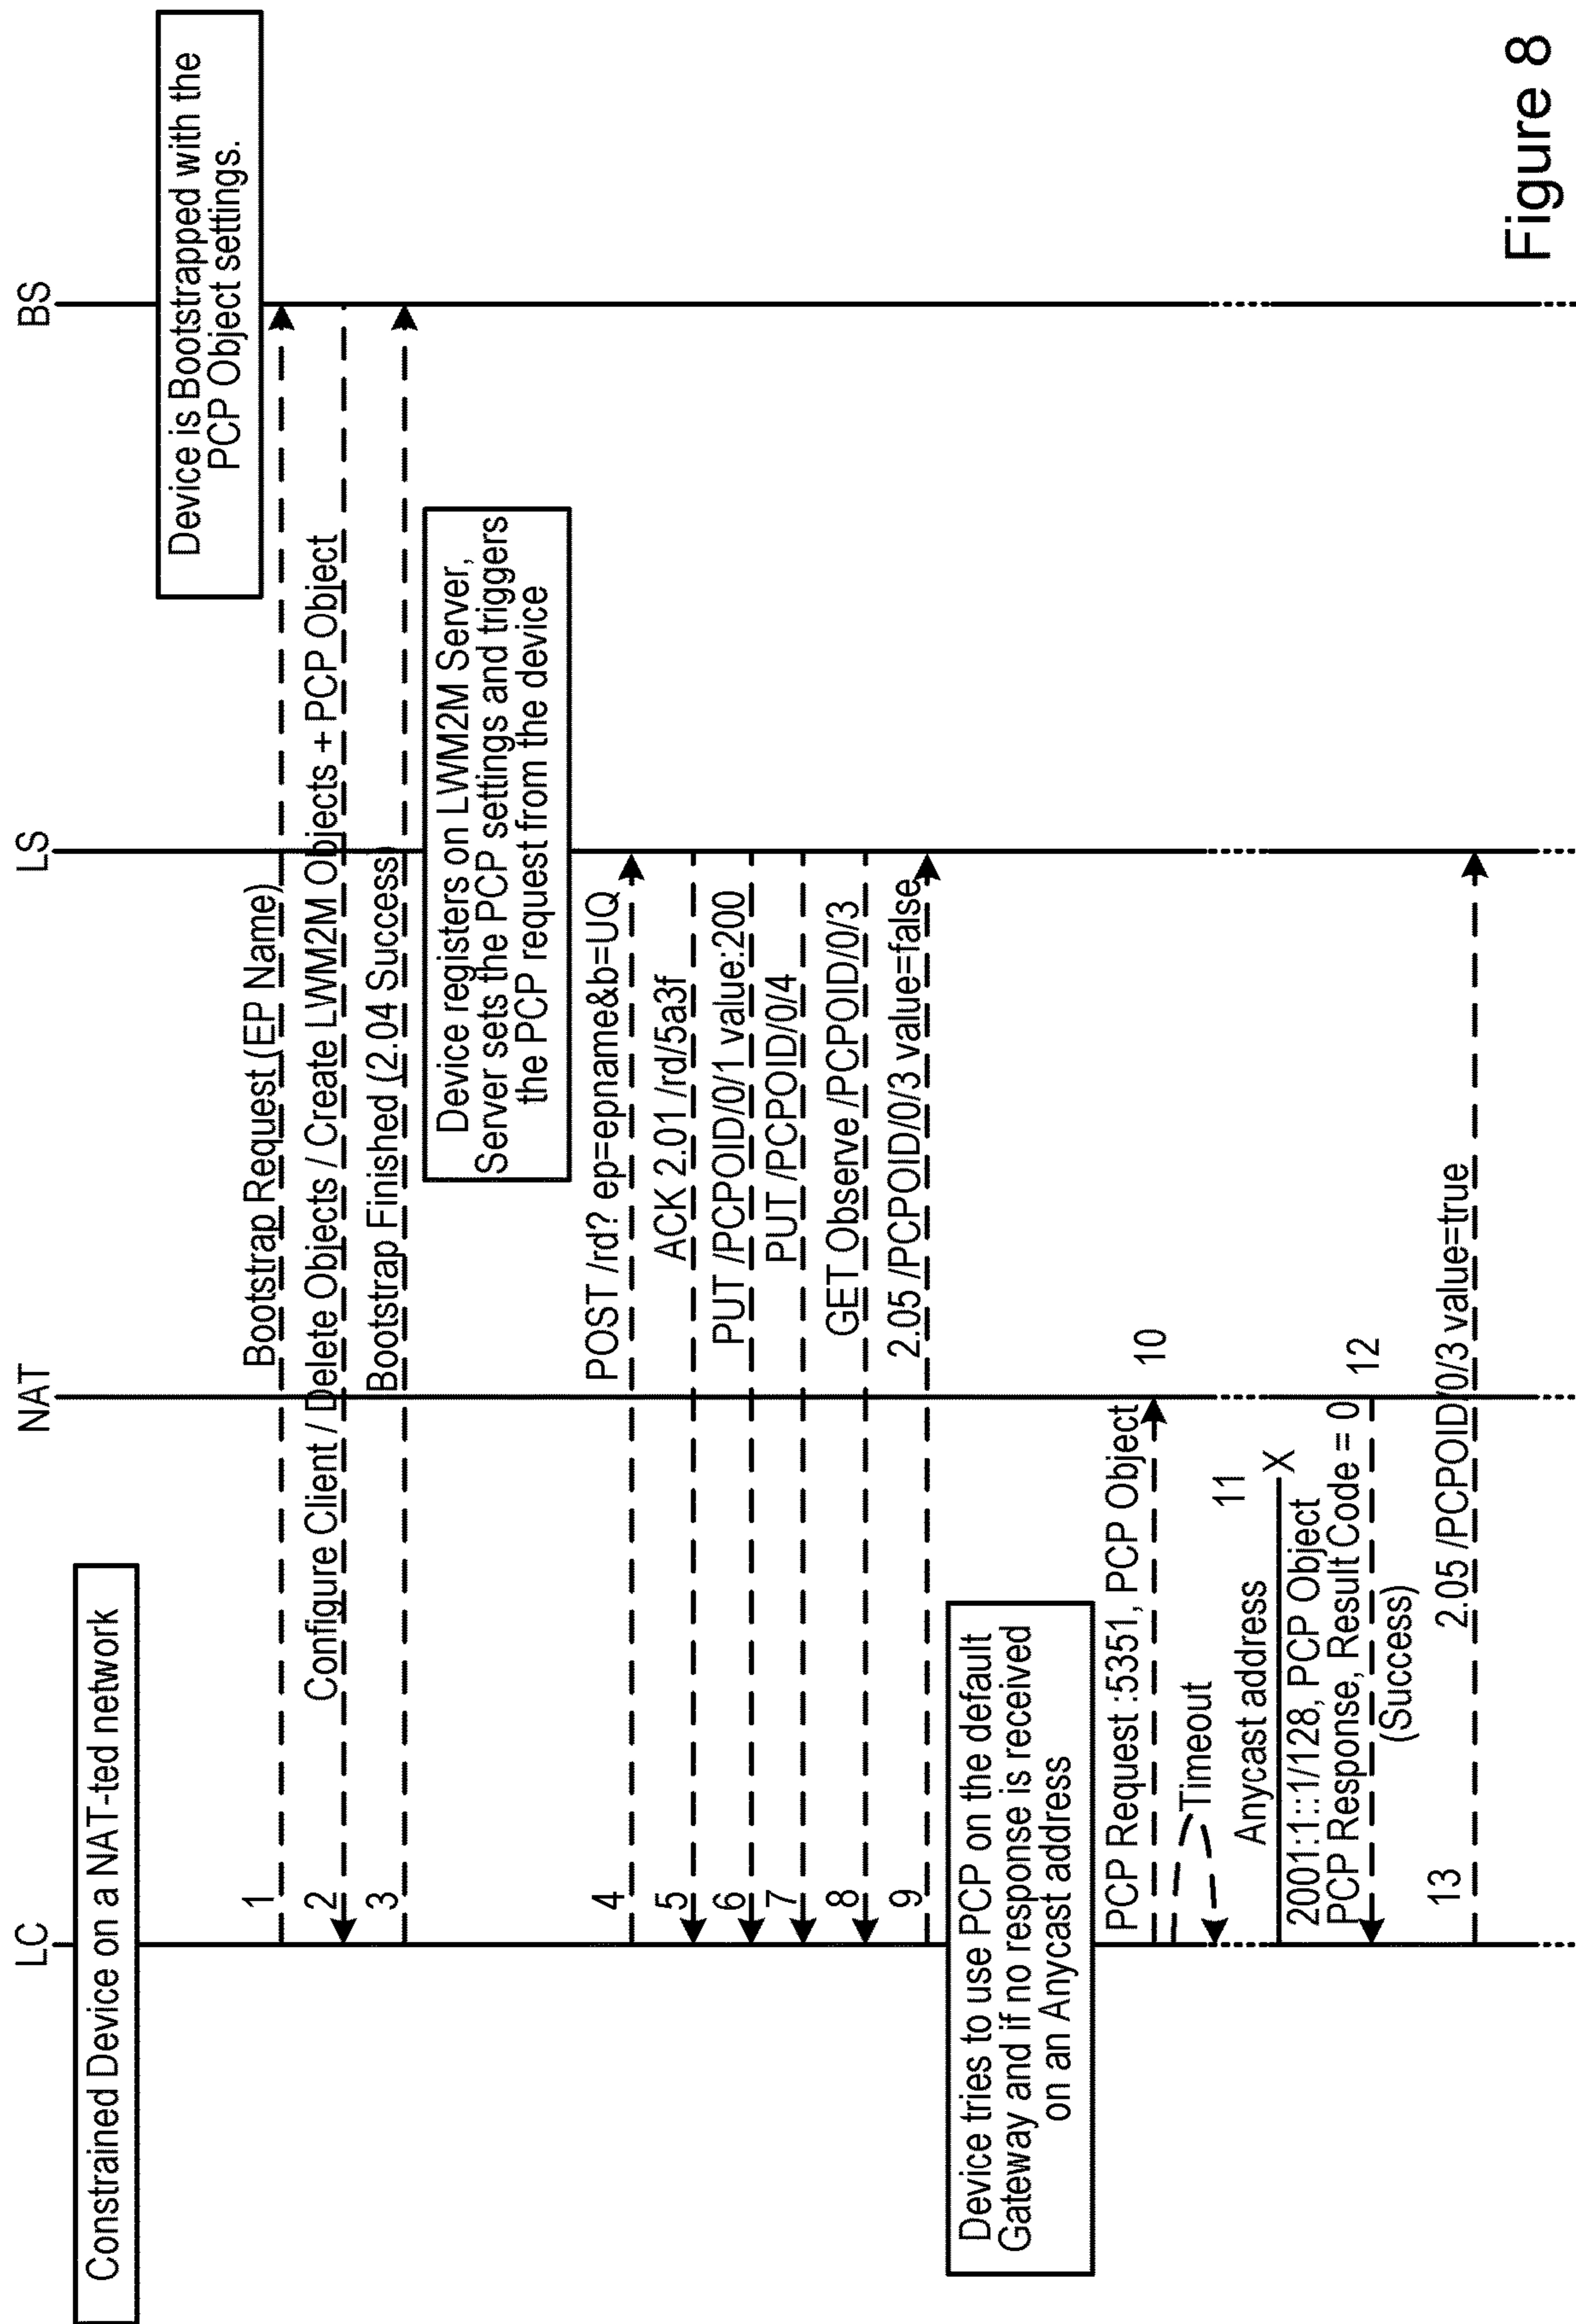 LC
NAT
LS
BS
Constrained Device on a NAT-ted network
Device is Bootstrapped with the
PCP Object settings.
1
Bootstrap Request (EP Name)
2
Configure Client / Delete Objects / Create LWM2M Objects + PCP Object
3
Bootstrap Finished (2.04 Success)
Device registers on LWM2M Server,
Server sets the PCP settings and triggers
the PCP request from the device
4
POST /rd? ep=epname&b=UQ
5
ACK 2.01 /rd/5a3f
6
PUT /PCPOID/0/1 value:200
7
PUT /PCPOID/0/4
8
GET Observe /PCPOID/0/3
9
2.05 /PCPOID/0/3 value=false
Device tries to use PCP on the default
Gateway and if no response is received
on an Anycast address
PCP Request :5351, PCP Object
10
Timeout
11
Anycast address
X
2001:1::1/128, PCP Object
PCP Response, Result Code = 0
(Success)
12
13
2.05 /PCPOID/0/3 value=true
Figure 8